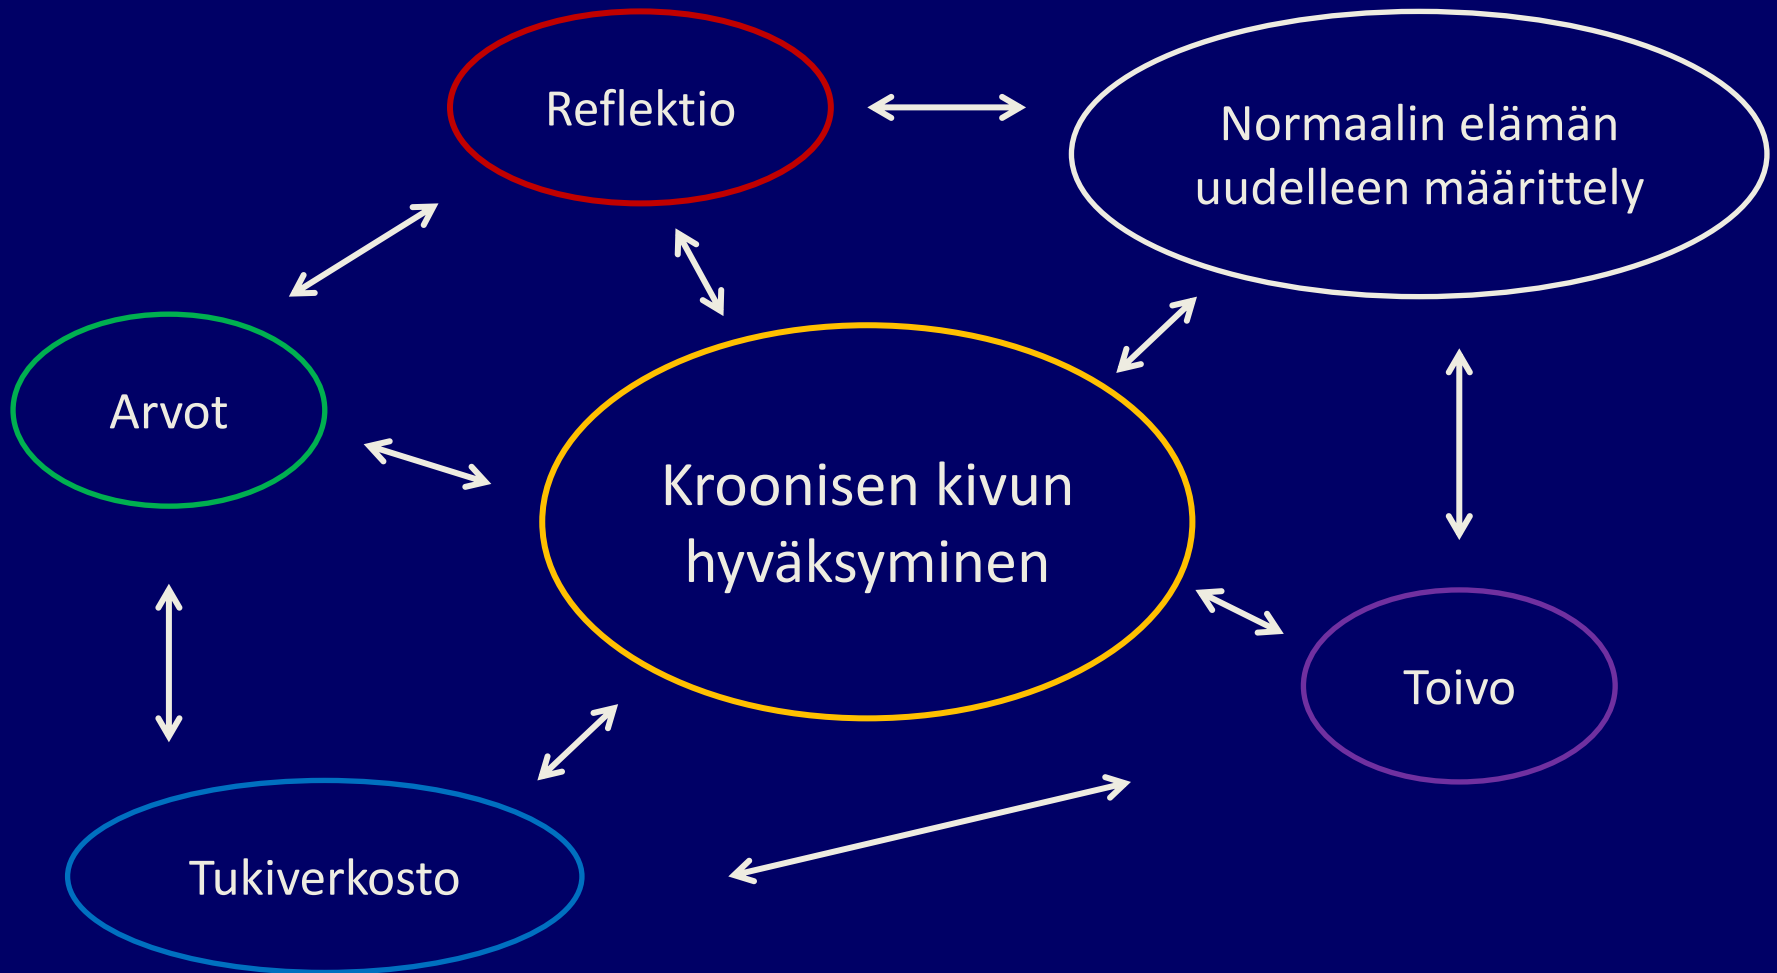 Reflektio
Normaalin elämän
uudelleen määrittely
Arvot
Kroonisen kivun
hyväksyminen
Toivo
Tukiverkosto